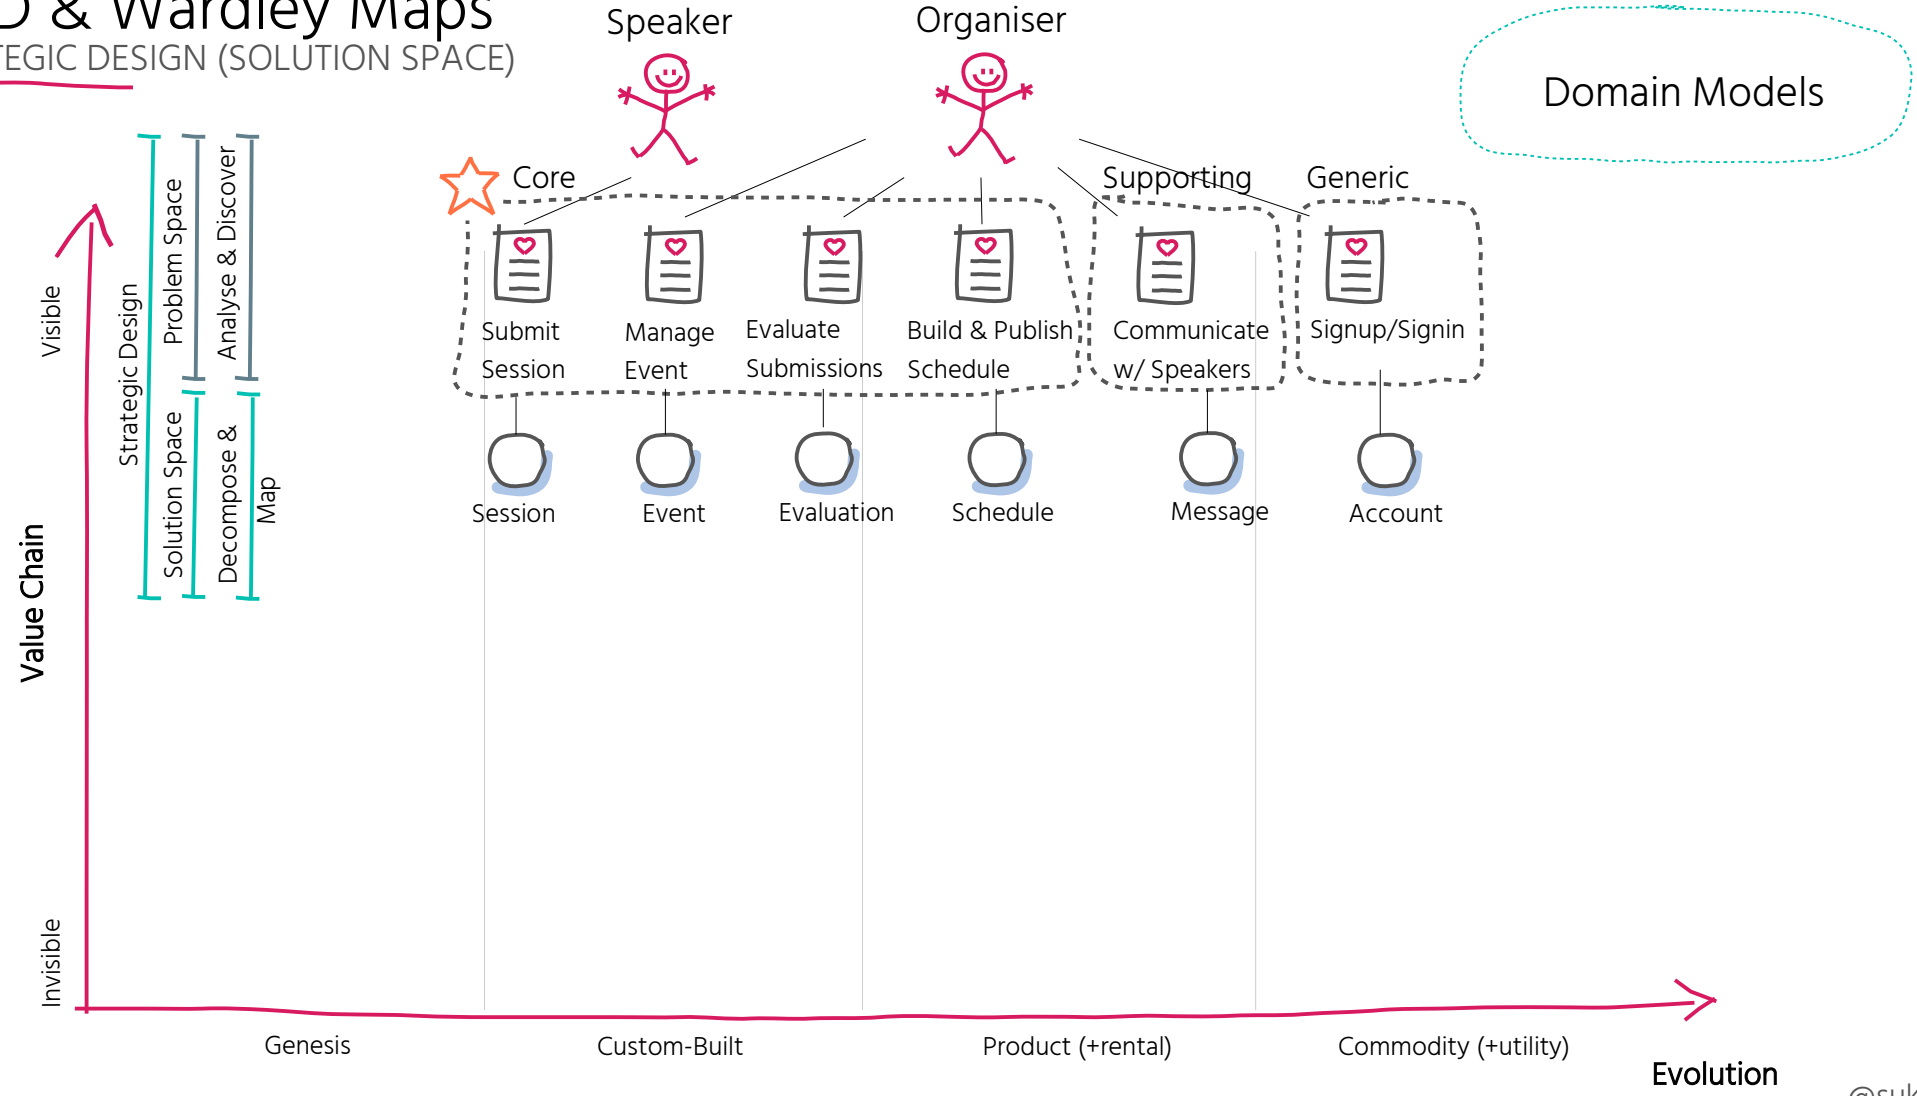 D & Wardley Maps
TEGIC DESIGN (SOLUTION SPACE)
Speaker
Organiser
Domain Models
Core
Supporting
Generic
Submit
Session
Manage
Event
Evaluate
Submissions
Build & Publish
Schedule
Communicate
w/ Speakers
Signup/Signin
Session
Event
Evaluation
Schedule
Message
Account
Value Chain
Visible
Invisible
Strategic Design
Problem Space
Solution Space
Analyse & Discover
Decompose &
Map
Genesis
Custom-Built
Product (+rental)
Commodity (+utility)
Evolution